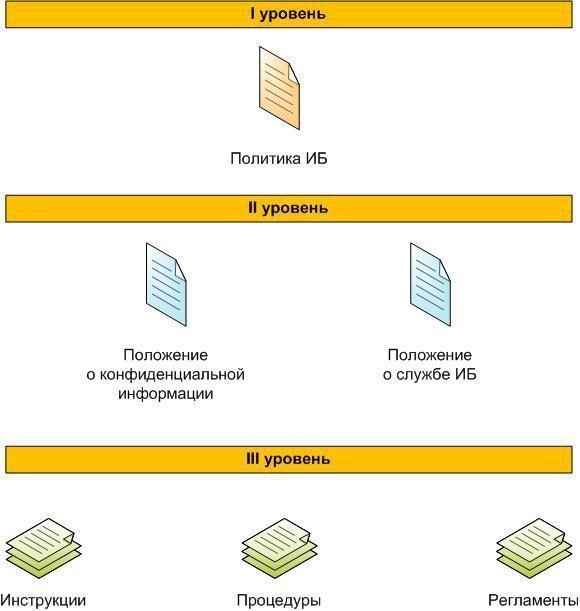 I уровень
Политика ИБ
II уровень
Положение
о конфиденциальной
информации
Положение
о службе ИБ
III уровень
Инструкции
Процедуры
Регламенты